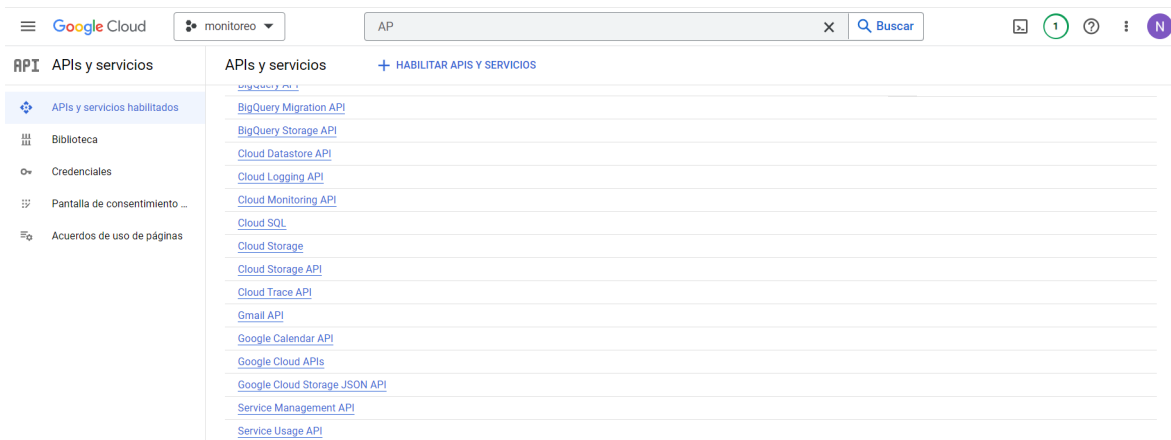 Google Cloud
monitoreo
AP
Buscar
1
N
API APIs y servicios
APIs y servicios
HABILITAR APIS Y SERVICIOS
APIs y servicios habilitados
Biblioteca
Credenciales
Pantalla de consentimiento ...
Acuerdos de uso de páginas
BigQuery API
BigQuery Migration API
BigQuery Storage API
Cloud Datastore API
Cloud Logging API
Cloud Monitoring API
Cloud SQL
Cloud Storage
Cloud Storage API
Cloud Trace API
Gmail API
Google Calendar API
Google Cloud APIs
Google Cloud Storage JSON API
Service Management API
Service Usage API